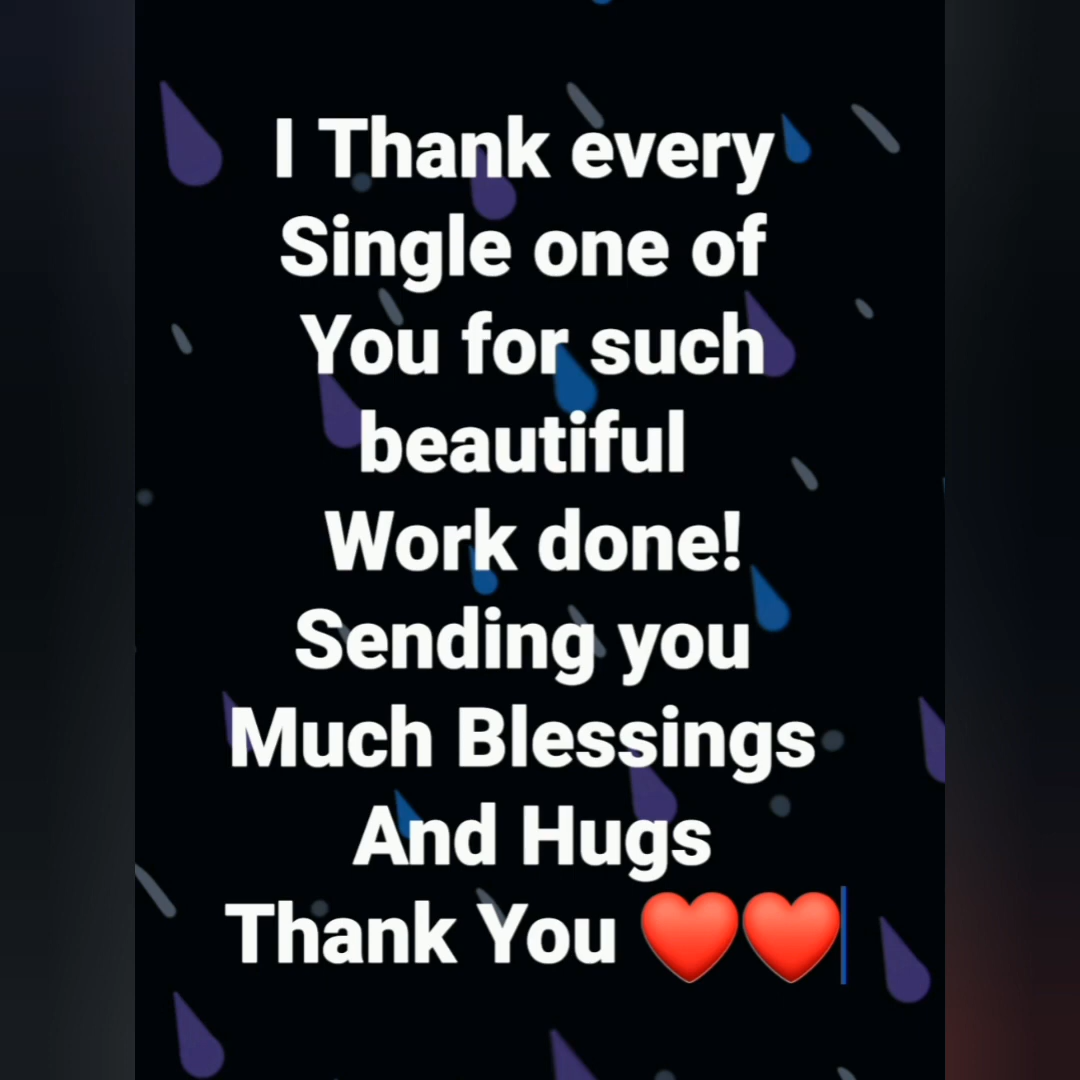 I Thank every
Single one of
You for such
beautiful
Work done!
Sending you
Much Blessings
And Hugs
Thank You ❤️❤️